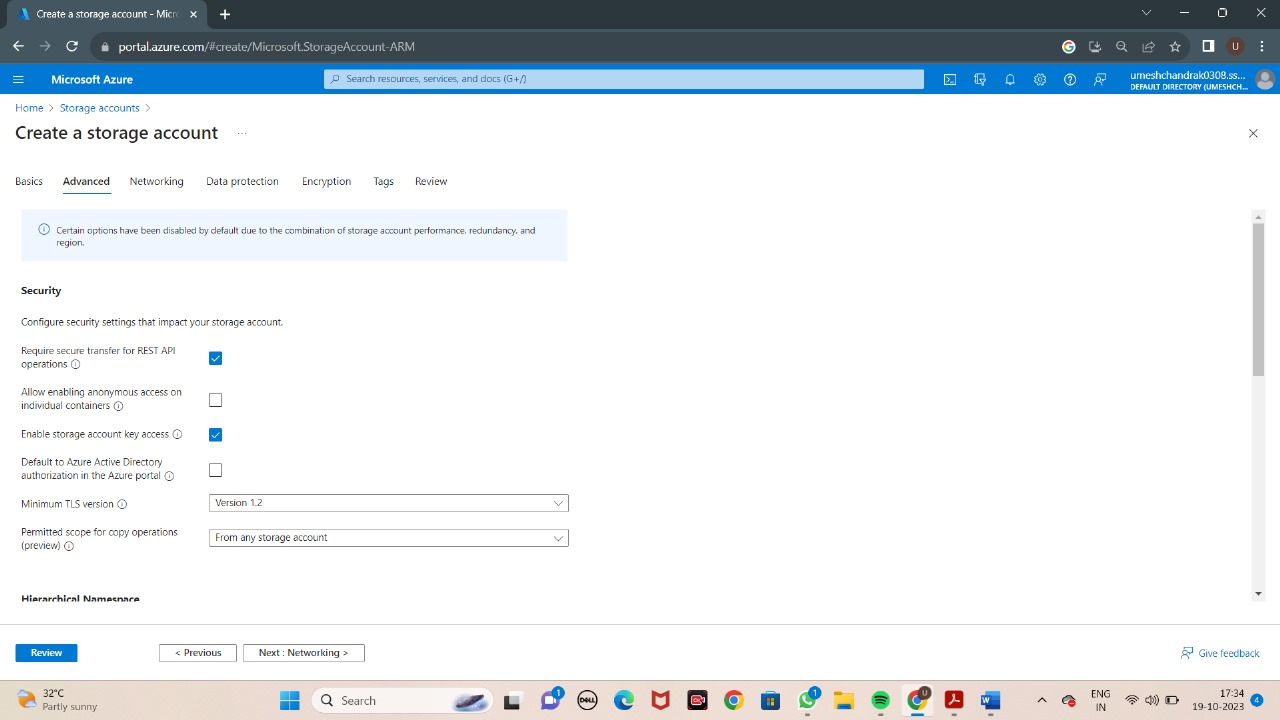 Create a storage account - Micr
portal.azure.com/#create/Microsoft.StorageAccount-ARM
U
Microsoft Azure
Search resources, services, and docs (G+/)
umeshchandrak0308.ss...
DEFAULT DIRECTORY (UMESHCH...
Home > Storage accounts >
Create a storage account ...
Basics Advanced Networking Data protection Encryption Tags Review
Certain options have been disabled by default due to the combination of storage account performance, redundancy, and
region.
Security
Configure security settings that impact your storage account.
Require secure transfer for REST API
operations
Allow enabling anonymous access on
individual containers
Enable storage account key access
Default to Azure Active Directory
authorization in the Azure portal
Minimum TLS version
Version 1.2
Permitted scope for copy operations
(preview)
From any storage account
Hierarchical Namespace
Review
< Previous
Next : Networking >
Give feedback
32°C
Partly sunny
Search
1
DELL
1
U
W
ENG
IN
17:34
19-10-2023
4